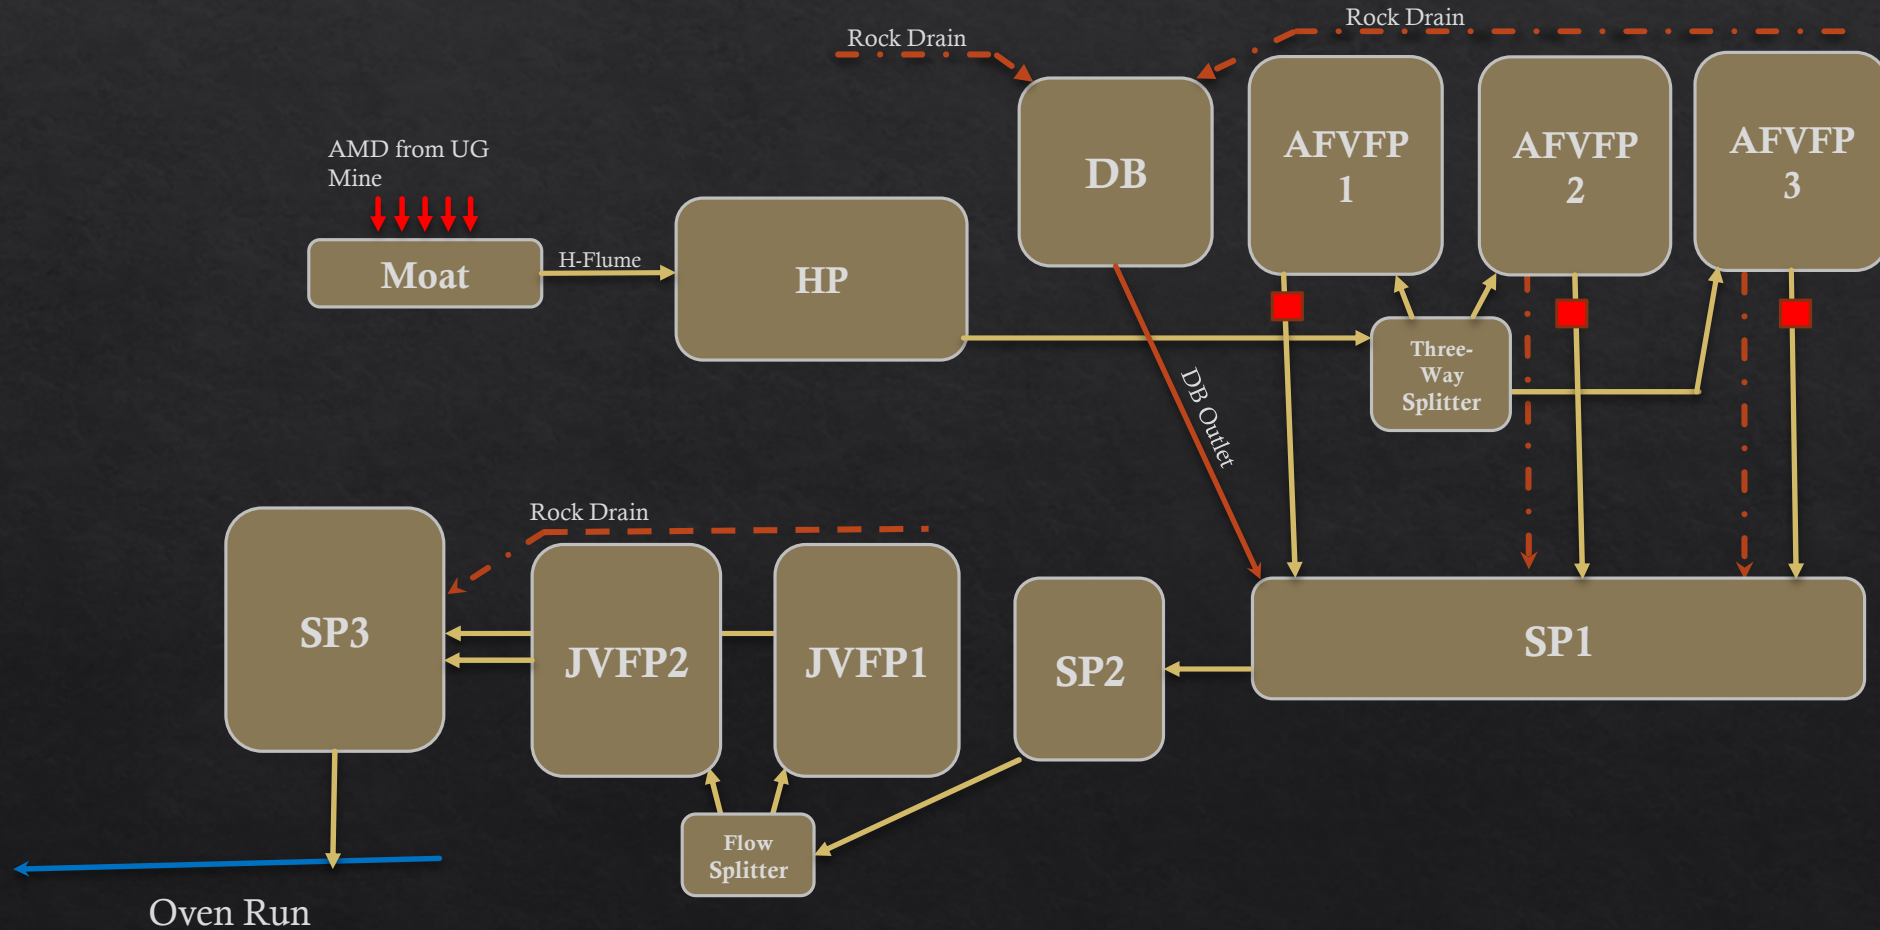 Rock Drain
Rock Drain
AMD from UG
Mine
Moat
H-Flume
HP
DB
AFVFP
1
AFVFP
2
AFVFP
3
Three-
Way
Splitter
DB Outlet
Rock Drain
SP3
JVFP2
JVFP1
SP2
SP1
Flow
Splitter
Oven Run